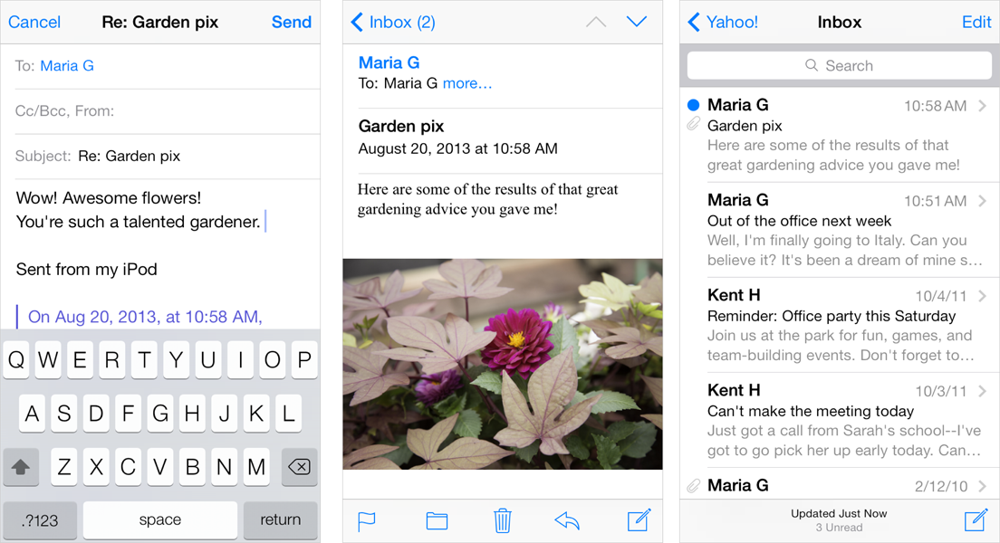 Cancel Re: Garden pix Send
To: Maria G
Cc/Bcc, From:
Subject: Re: Garden pix
Wow! Awesome flowers!
You're such a talented gardener.
Sent from my iPod
On Aug 20, 2013, at 10:58 AM,
Q W E R T Y U I O P
A S D F G H J K L
Z X C V B N M
.?123 space return
Inbox (2)
Maria G
To: Maria G more...
Garden pix
August 20, 2013 at 10:58 AM
Here are some of the results of that great
gardening advice you gave me!
Yahoo! Inbox Edit
Search
Maria G 10:58 AM
Garden pix
Here are some of the results of that
great gardening advice you gave me!
Maria G 10:51 AM
Out of the office next week
Well, I'm finally going to Italy. Can you
believe it? It's been a dream of mine s...
Kent H 10/4/11
Reminder: Office party this Saturday
Join us at the park for fun, games, and
team-building events. Don't forget to...
Kent H 10/3/11
Can't make the meeting today
Just got a call from Sarah's school--I've
got to go pick her up early today. Can...
Maria G 2/12/10
Updated Just Now
3 Unread